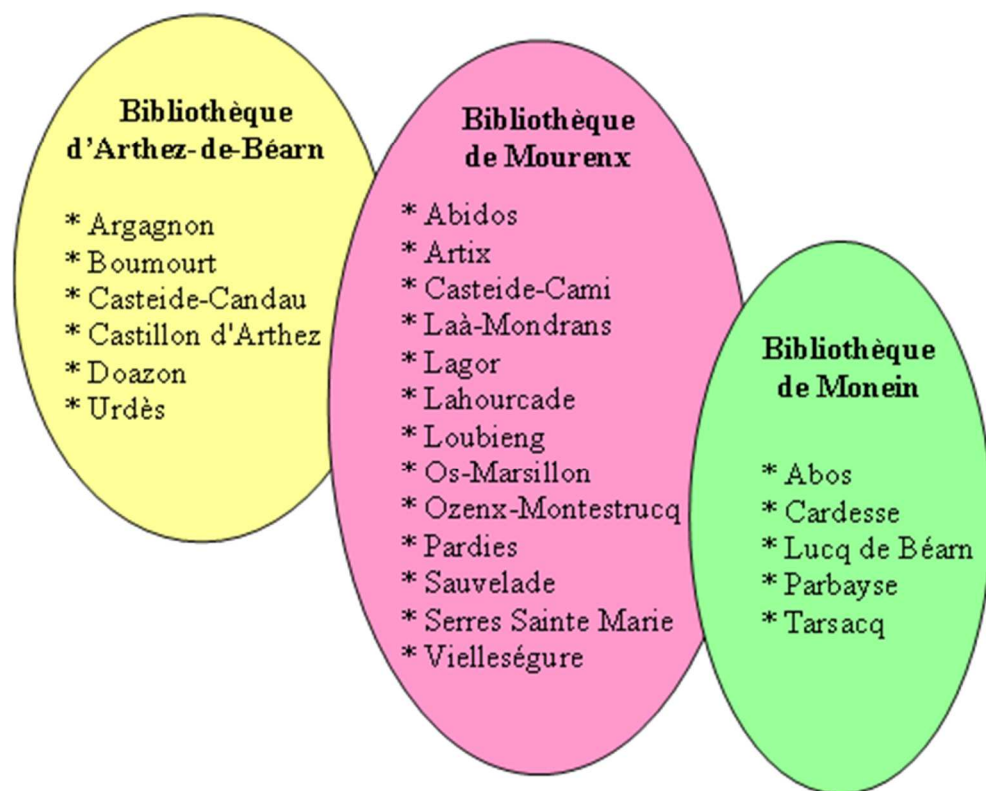 Bibliothèque
d'Arthez-de-Béarn
* Argagnon
* Boumourt
* Casteide-Candau
* Castillon d'Arthez
* Doazon
* Urdès
Bibliothèque
de Mourenx
* Abidos
* Artix
* Casteide-Cami
* Laà-Mondrans
* Lagor
* Lahourcade
* Loubieng
* Os-Marsillon
* Ozenx-Montestrucq
* Pardies
* Sauvelade
* Serres Sainte Marie
* Vielleségure
Bibliothèque
de Monein
* Abos
* Cardesse
* Lucq de Béarn
* Parbayse
* Tarsacq